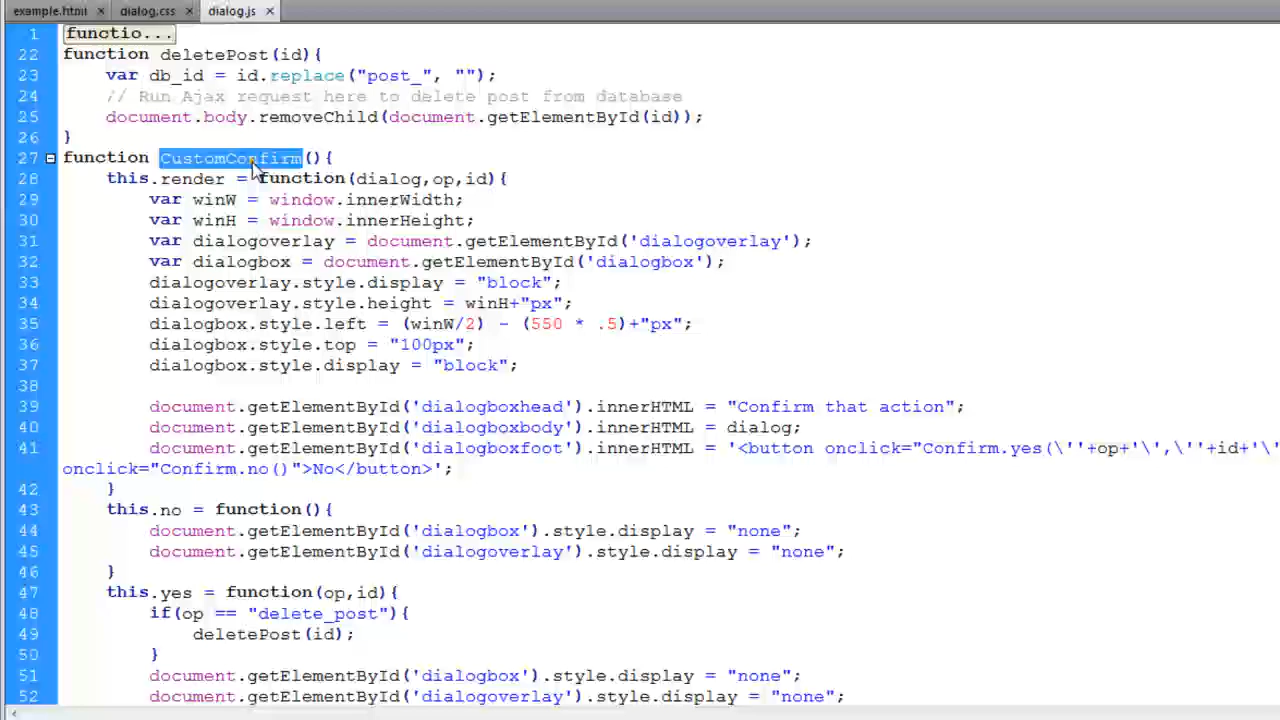 example.html × dialog.css × dialog.js ×
1 functio...
22 function deletePost(id){
23 var db_id = id.replace("post_", "");
24 // Run Ajax request here to delete post from database
25 document.body.removeChild(document.getElementById(id));
26 }
27 function CustomConfirm(){
28 this.render = function(dialog,op,id){
29 var winW = window.innerWidth;
30 var winH = window.innerHeight;
31 var dialogoverlay = document.getElementById('dialogoverlay');
32 var dialogbox = document.getElementById('dialogbox');
33 dialogoverlay.style.display = "block";
34 dialogoverlay.style.height = winH+"px";
35 dialogbox.style.left = (winW/2) - (550 * .5)+"px";
36 dialogbox.style.top = "100px";
37 dialogbox.style.display = "block";
38
39 document.getElementById('dialogboxhead').innerHTML = "Confirm that action";
40 document.getElementById('dialogboxbody').innerHTML = dialog;
41 document.getElementById('dialogboxfoot').innerHTML = '<button onclick="Confirm.yes(\''+op+'\',\''+id+'\'
onclick="Confirm.no()">No</button>';
42 }
43 this.no = function(){
44 document.getElementById('dialogbox').style.display = "none";
45 document.getElementById('dialogoverlay').style.display = "none";
46 }
47 this.yes = function(op,id){
48 if(op == "delete_post"){
49 deletePost(id);
50 }
51 document.getElementById('dialogbox').style.display = "none";
52 document.getElementById('dialogoverlay').style.display = "none";